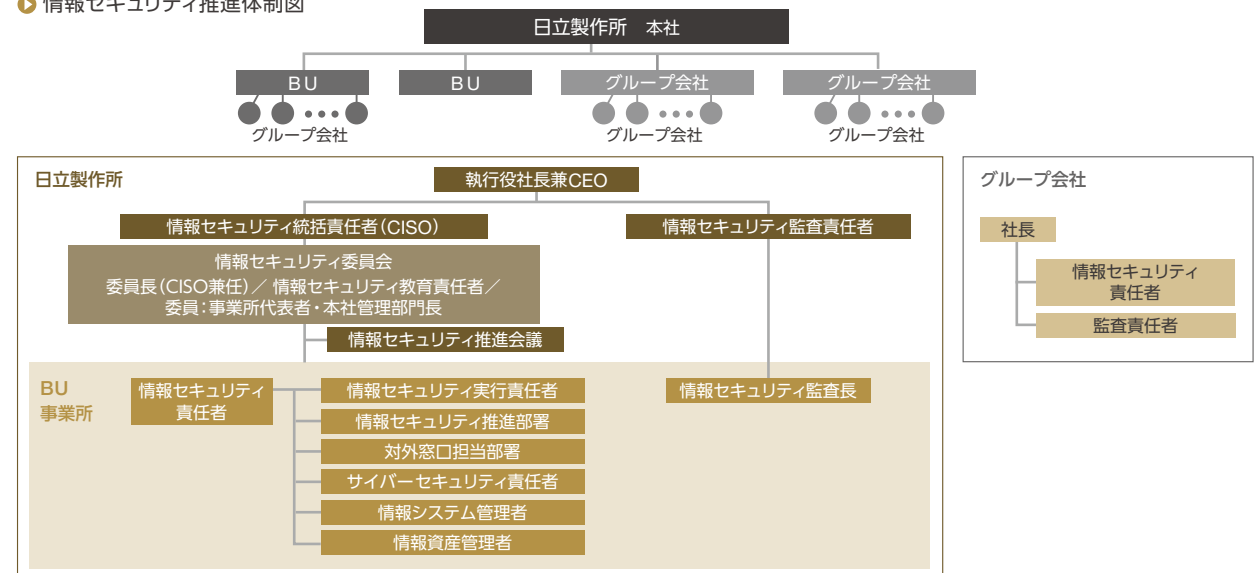 情報セキュリティ推進体制図
日立製作所 本社
BU
BU
グループ会社
グループ会社
グループ会社
グループ会社
グループ会社
日立製作所
執行役社長兼CEO
情報セキュリティ統括責任者（CISO）
情報セキュリティ監査責任者
情報セキュリティ委員会
委員長（CISO兼任）／ 情報セキュリティ教育責任者／
委員：事業所代表者・本社管理部門長
情報セキュリティ推進会議
BU
事業所
情報セキュリティ
責任者
情報セキュリティ実行責任者
情報セキュリティ推進部署
対外窓口担当部署
サイバーセキュリティ責任者
情報システム管理者
情報資産管理者
情報セキュリティ監査長
グループ会社
社長
情報セキュリティ
責任者
監査責任者